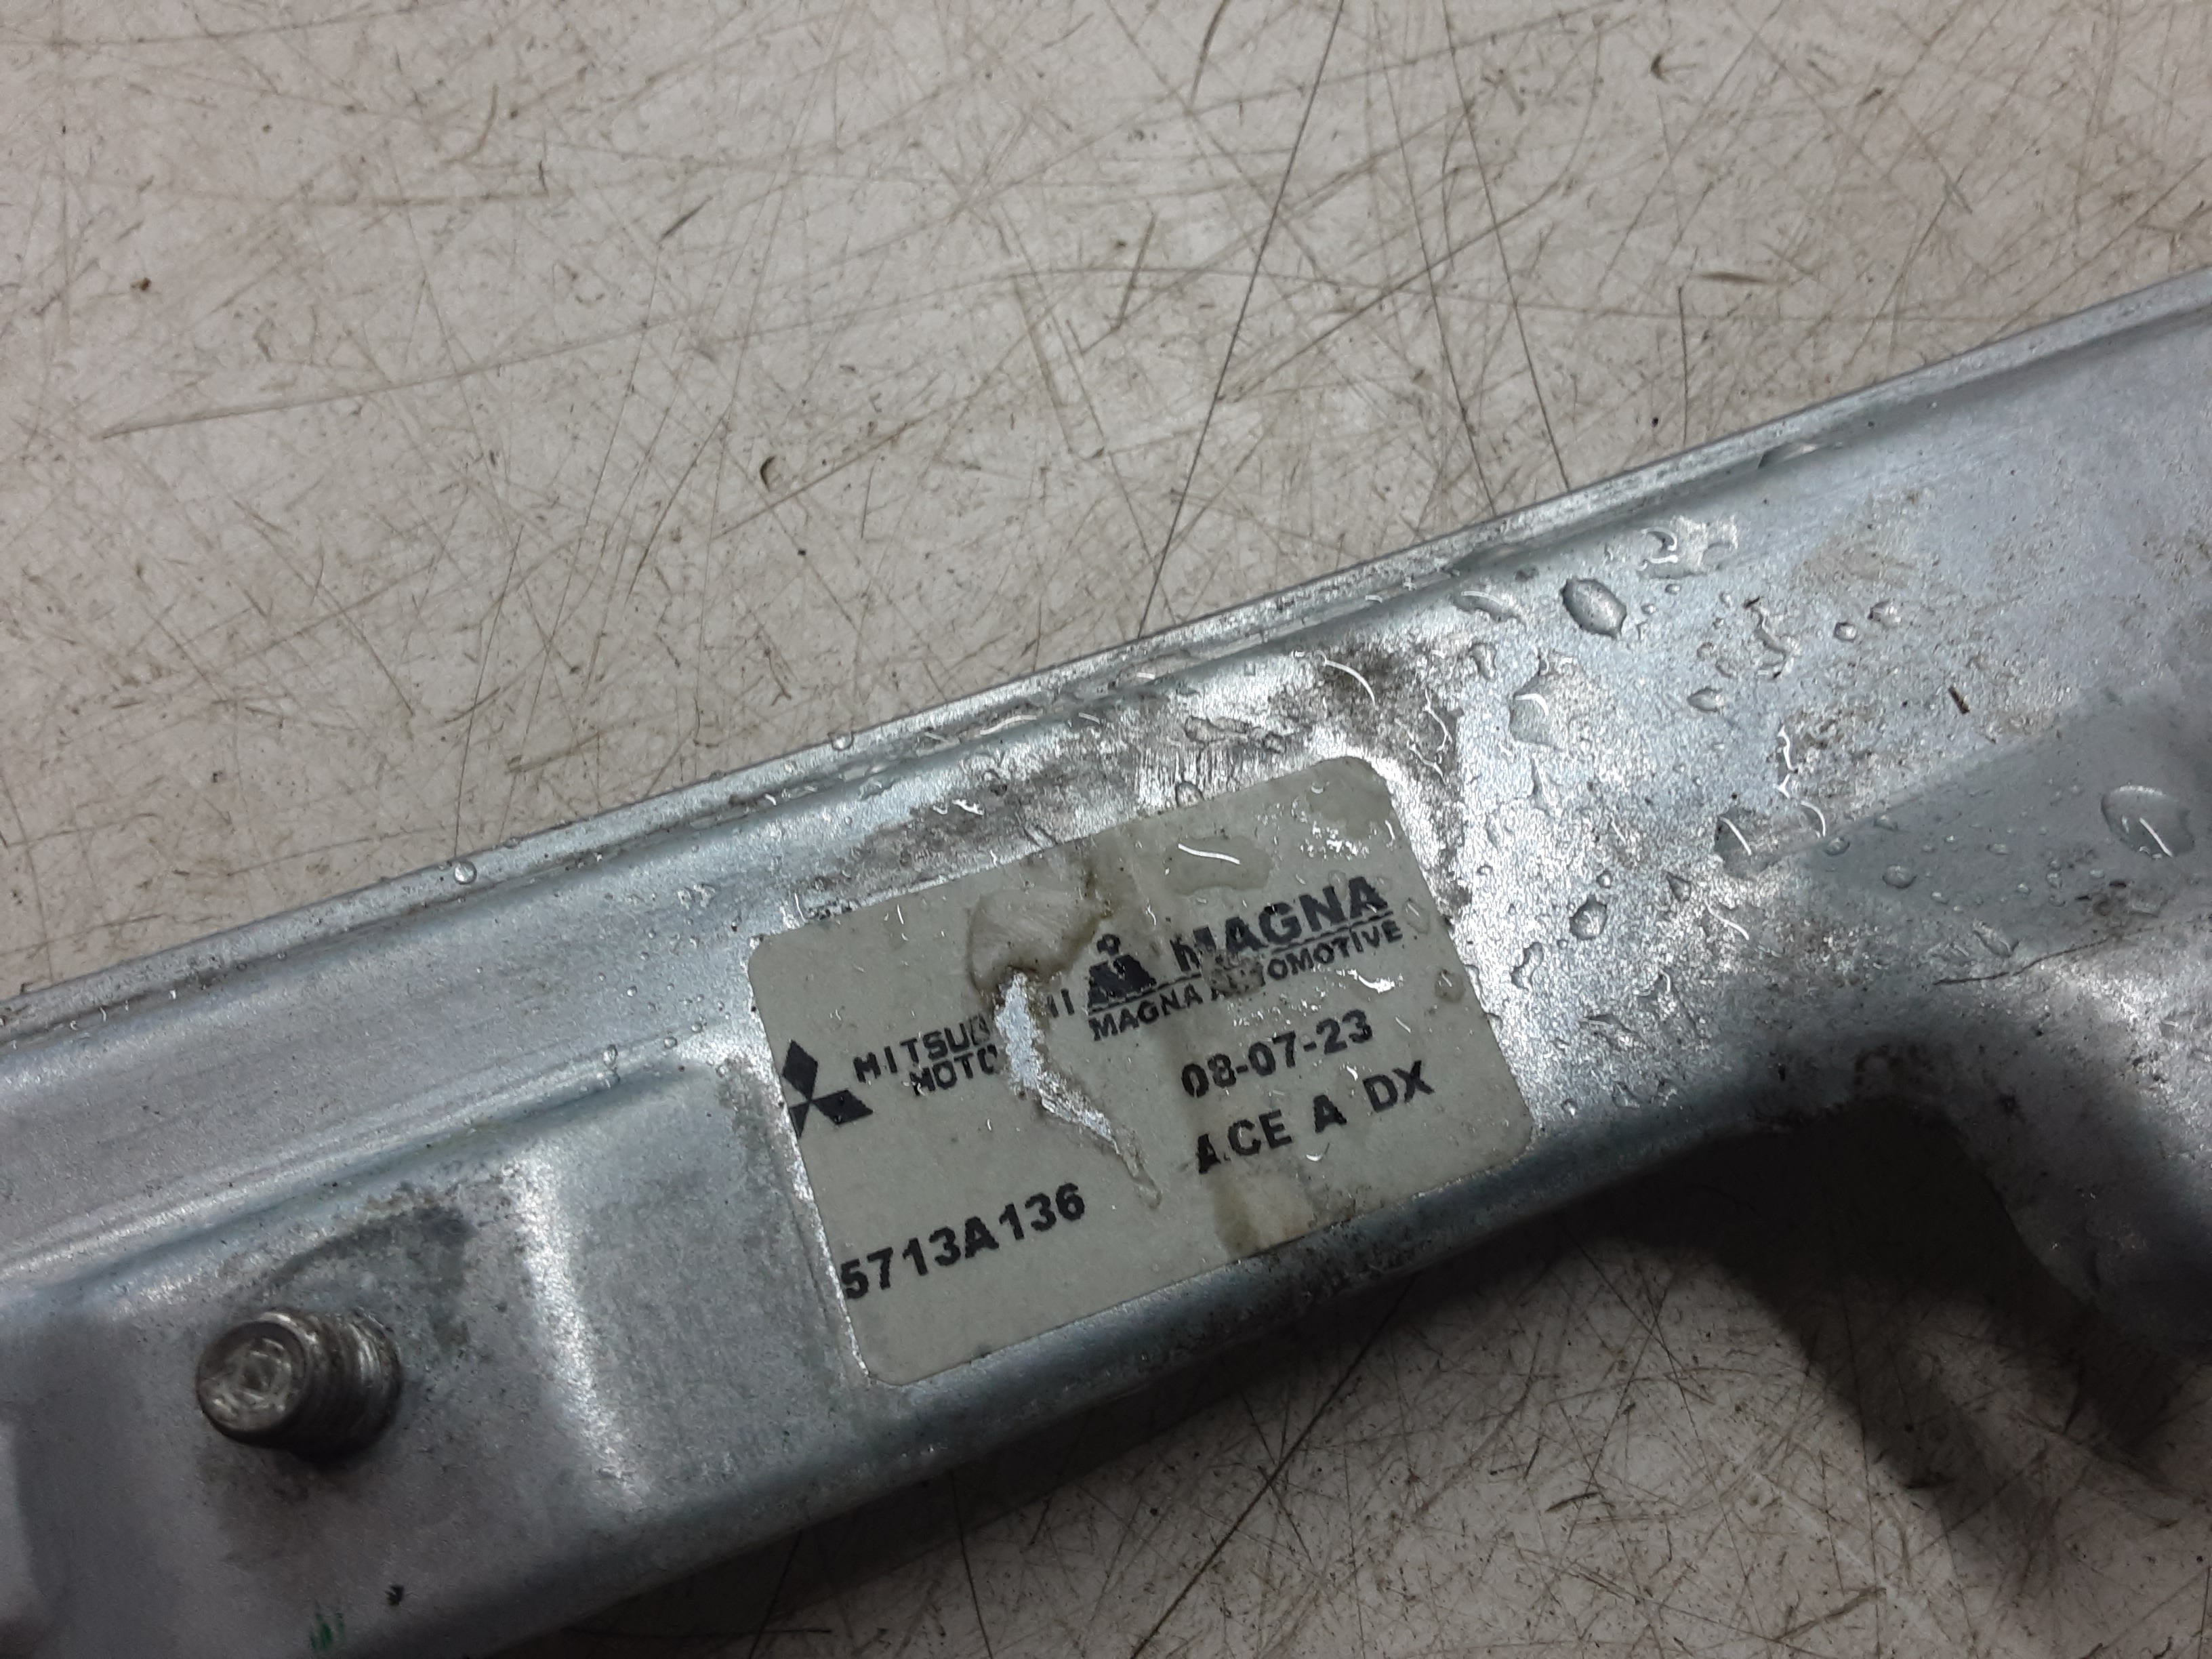 MAGNA
MAGNA AUTOMOTIVE
08-07-23
ACE A DX
5713A136